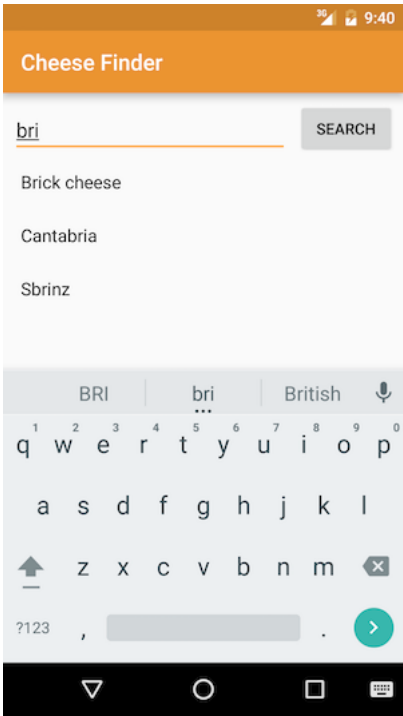 3G 9:40
Cheese Finder
bri SEARCH
Brick cheese
Cantabria
Sbrinz
BRI bri British
1 2 3 4 5 6 7 8 9 0
q w e r t y u i o p
a s d f g h j k l
z x c v b n m
?123 , .